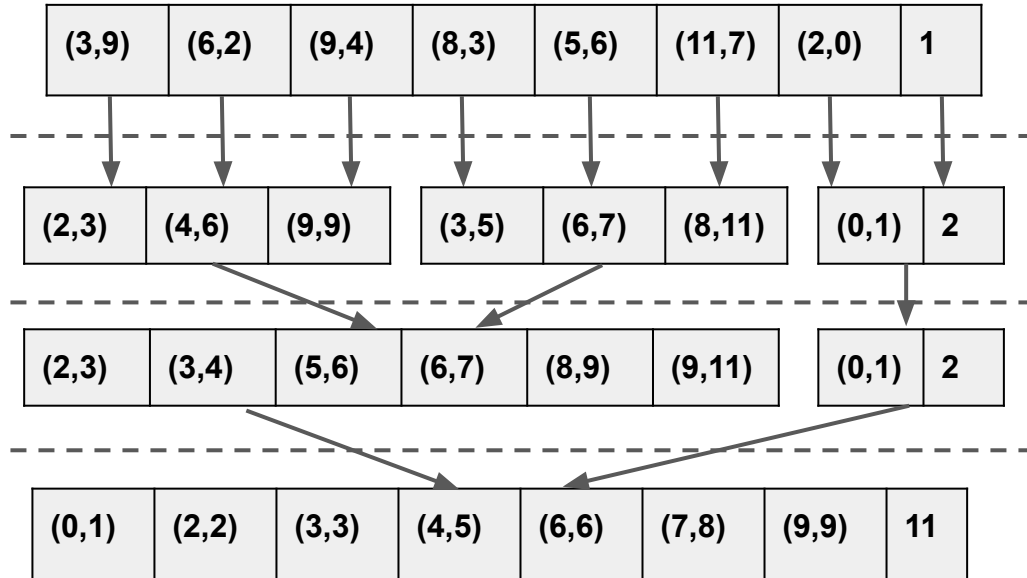 (3,9) (6,2) (9,4) (8,3) (5,6) (11,7) (2,0) 1
(2,3) (4,6) (9,9) (3,5) (6,7) (8,11) (0,1) 2
(2,3) (3,4) (5,6) (6,7) (8,9) (9,11) (0,1) 2
(0,1) (2,2) (3,3) (4,5) (6,6) (7,8) (9,9) 11